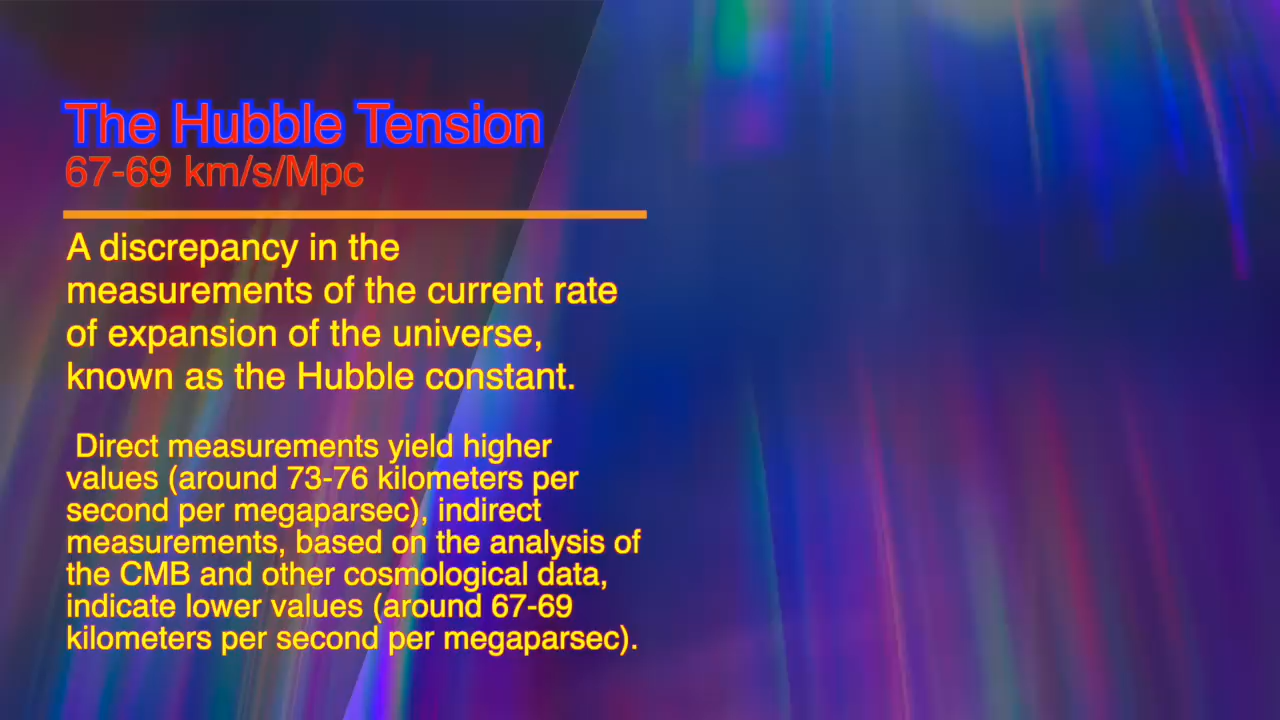 The Hubble Tension
67-69 km/s/Mpc
A discrepancy in the
measurements of the current rate
of expansion of the universe,
known as the Hubble constant.
Direct measurements yield higher
values (around 73-76 kilometers per
second per megaparsec), indirect
measurements, based on the analysis of
the CMB and other cosmological data,
indicate lower values (around 67-69
kilometers per second per megaparsec).